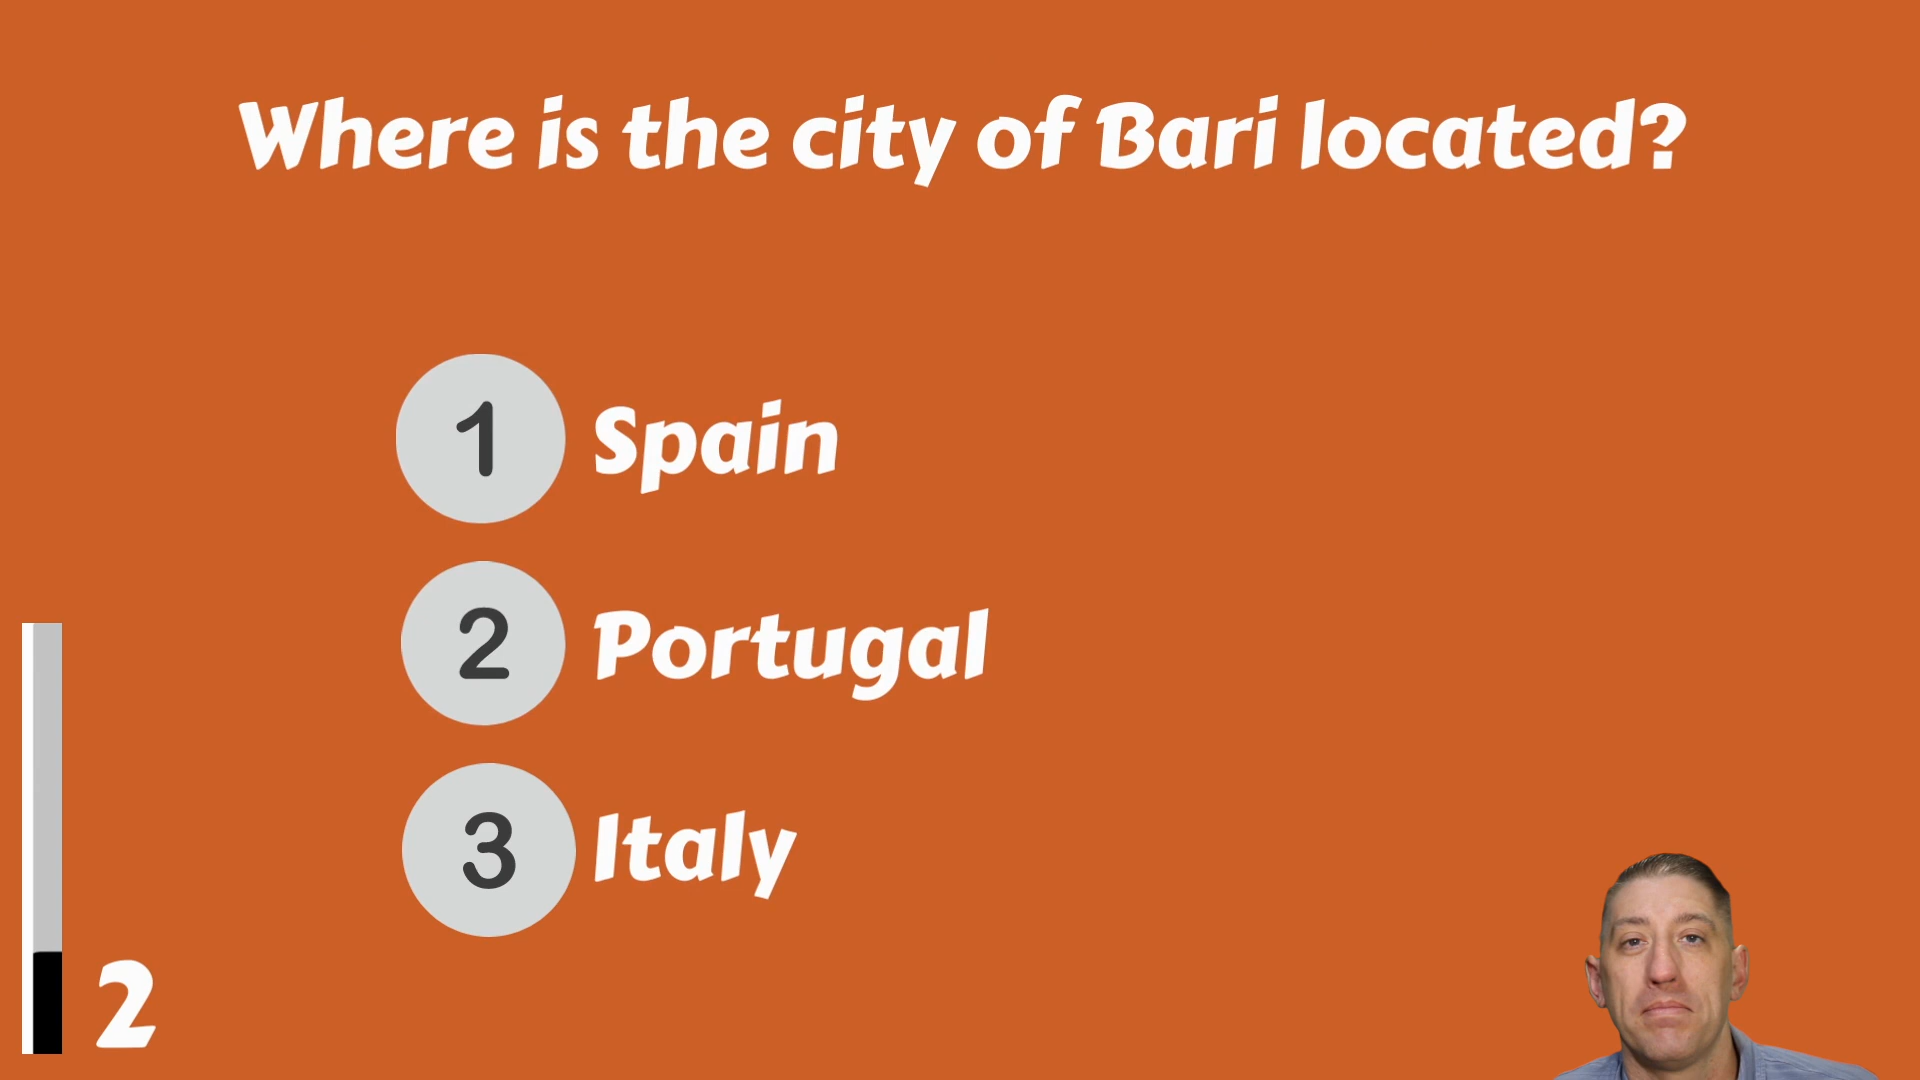 Where is the city of Bari located?
1 Spain
2 Portugal
3 Italy
2